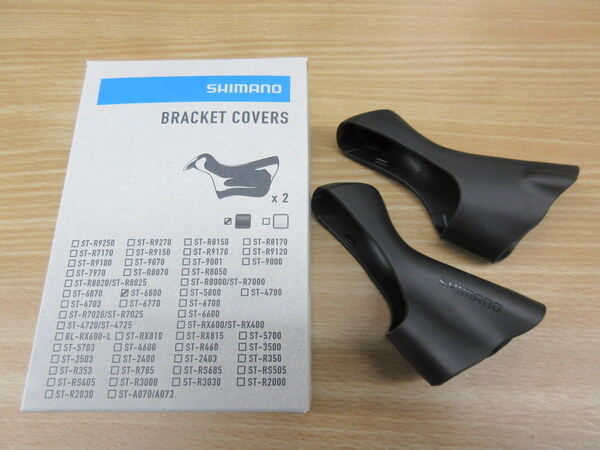 SHIMANO
BRACKET COVERS
x 2
ST-R9250 ST-R9270 ST-R8150 ST-R8170
ST-R7170 ST-R9150 ST-R9170 ST-R9120
ST-R9100 ST-9070 ST-9001 ST-9000
ST-7970 ST-R8070 ST-R8050
ST-R8020/ST-R8025 ST-R8000/ST-R7000
ST-6870 ST-6800 ST-5800 ST-4700
ST-4703 ST-6770 ST-6700
ST-R7020/ST-R7025 ST-6600
ST-4720/ST-4725 ST-RX600/ST-RX400
BL-RX600-L ST-RX810 ST-RX815 ST-5700
ST-5703 ST-4600 ST-R460 ST-3500
ST-3503 ST-2400 ST-2403 ST-R350
ST-R353 ST-R785 ST-RS685 ST-RS505
ST-RS405 ST-R3000 ST-R3030 ST-R2000
ST-R2030 ST-A070/A073
SHIMANO